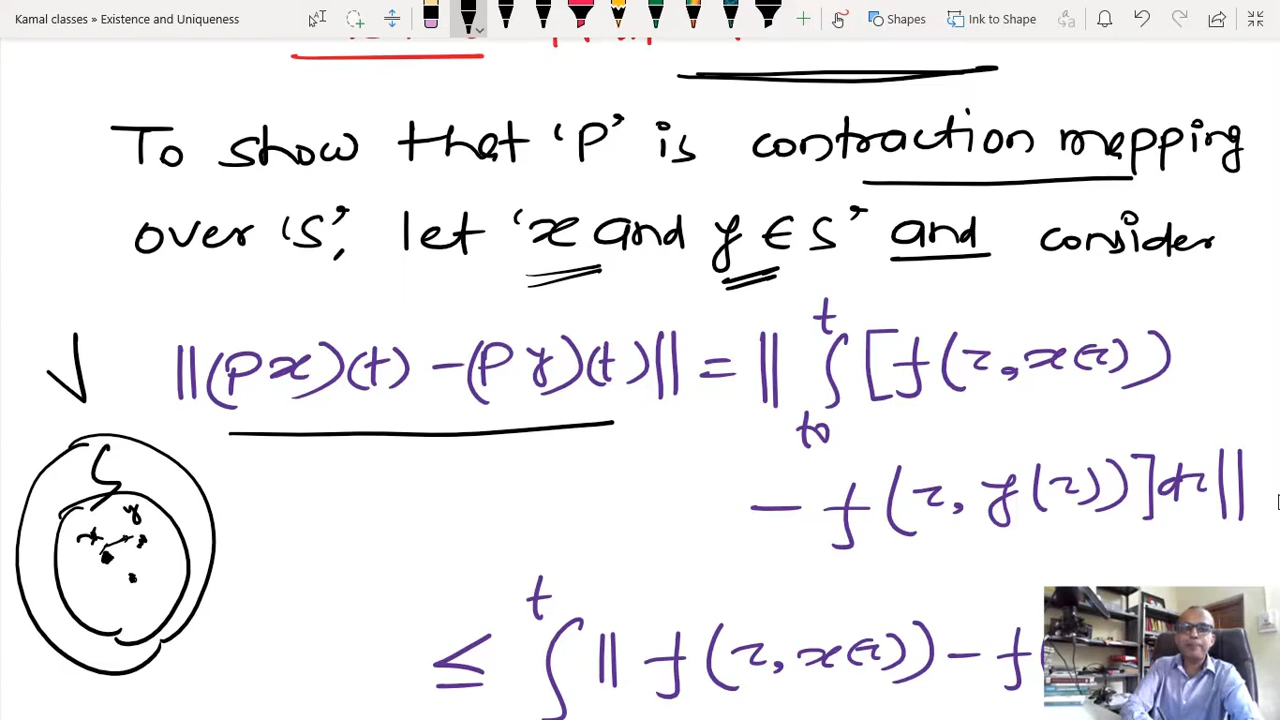 Kamal classes » Existence and Uniqueness
Shapes
Ink to Shape
To show that 'P' is contraction mapping
over 'S', let 'x and y ∈ S' and consider
||(Px)(t) -(Py)(t)|| = || ∫ₜ₀ᵗ [f(τ, x(τ))
- f(τ, y(τ))]dτ||
S
x y
≤ ∫ᵗ || f(τ, x(τ)) - f(